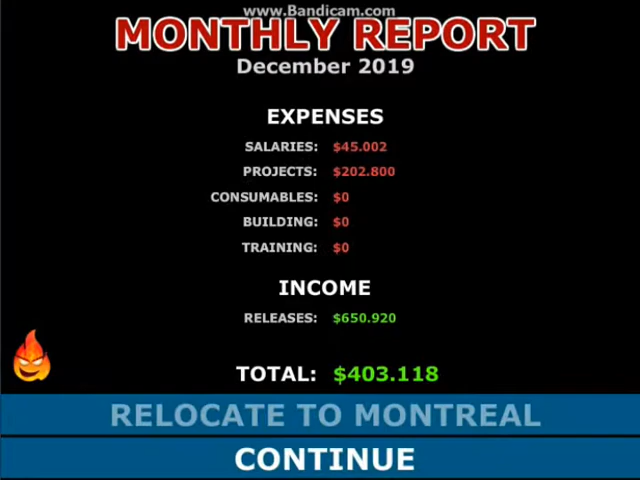 www.Bandicam.com
MONTHLY REPORT
December 2019
EXPENSES
SALARIES: $45.002
PROJECTS: $202.800
CONSUMABLES: $0
BUILDING: $0
TRAINING: $0
INCOME
RELEASES: $650.920
TOTAL: $403.118
RELOCATE TO MONTREAL
CONTINUE